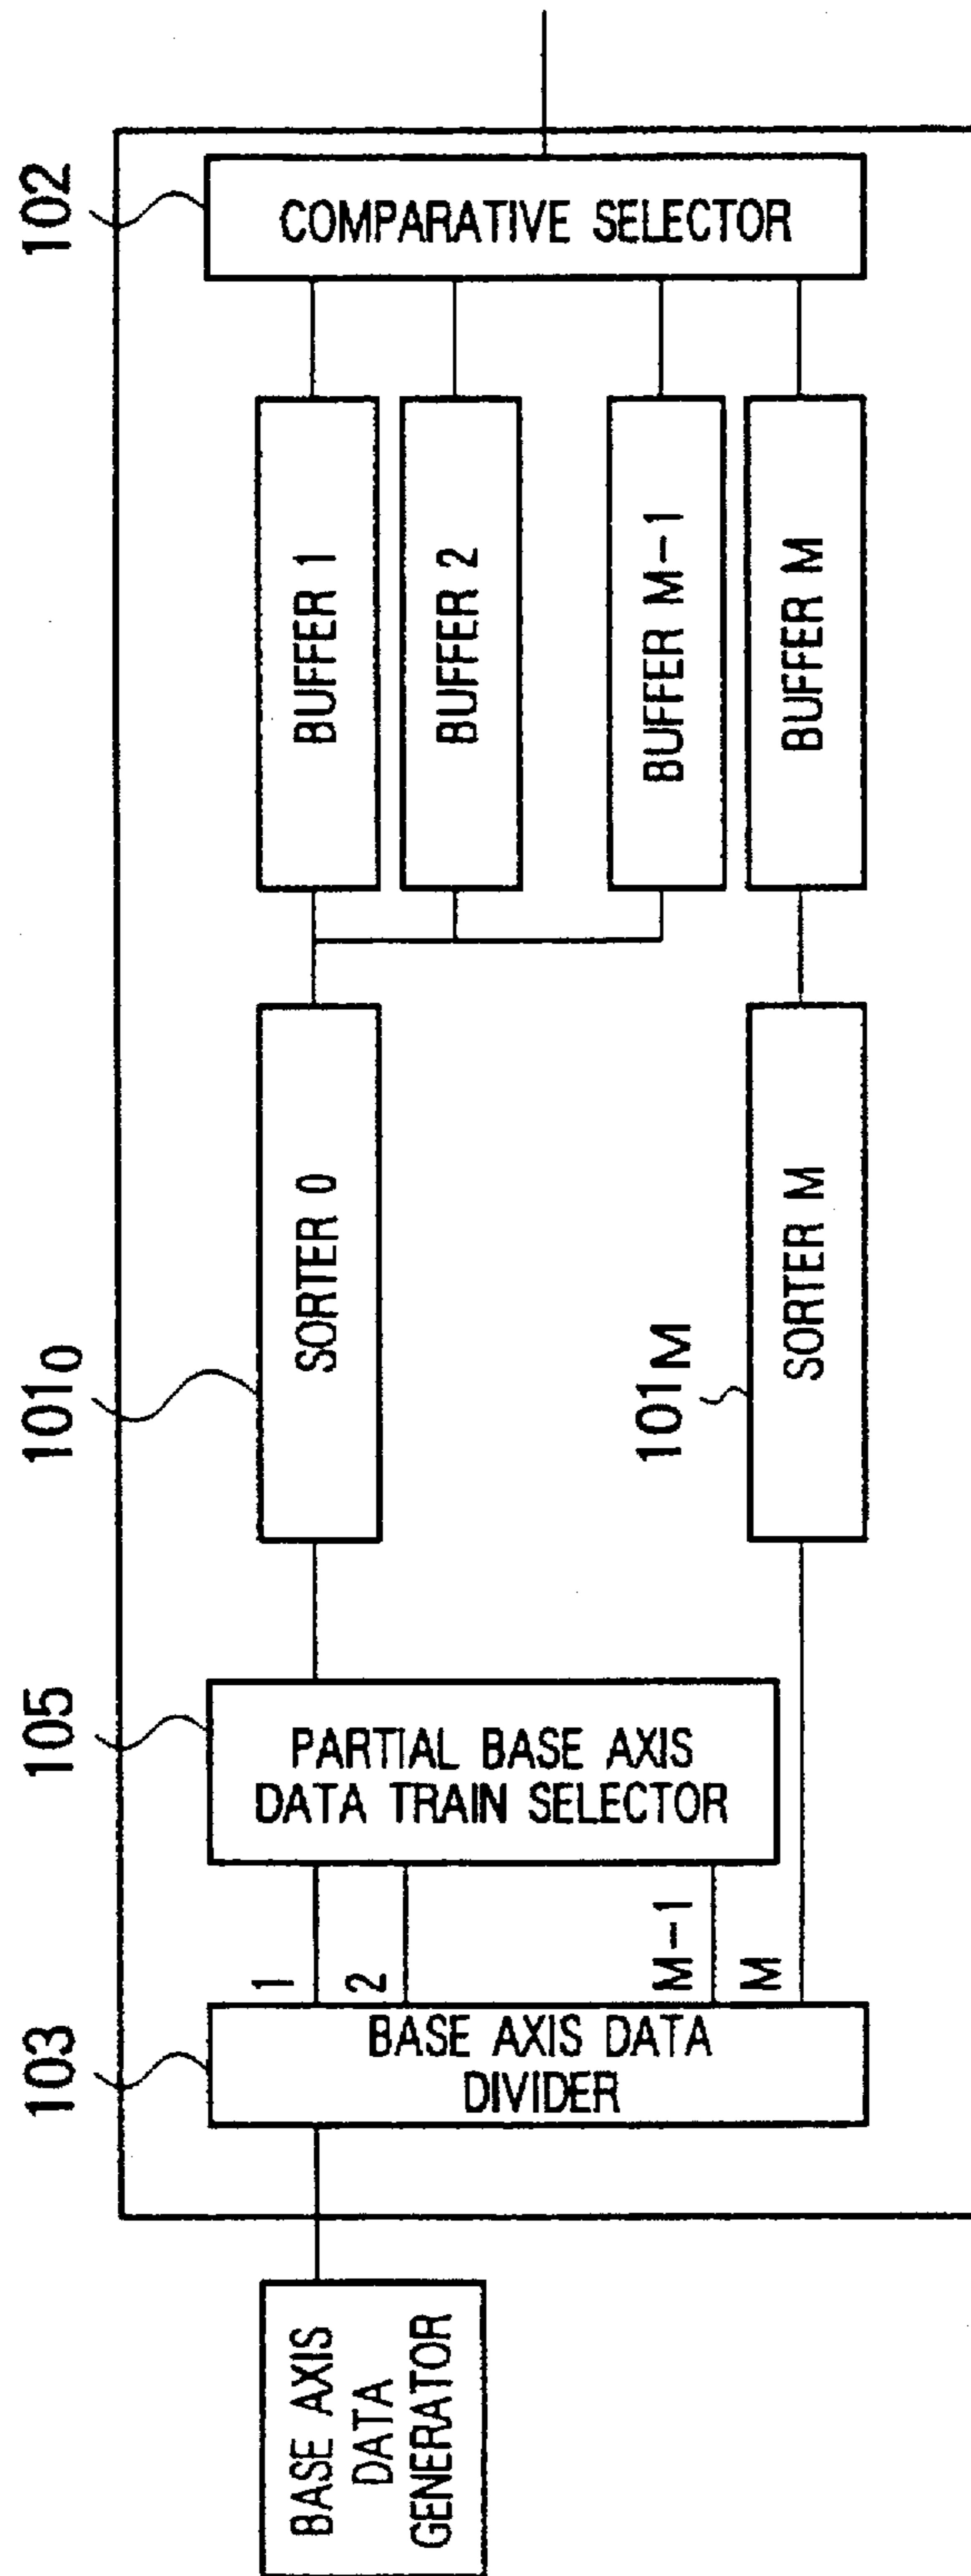 BASE AXIS
DATA
GENERATOR
103
BASE AXIS DATA
DIVIDER
1
2
M-1
M
105
PARTIAL BASE AXIS
DATA TRAIN SELECTOR
101₀
SORTER 0
101M
SORTER M
BUFFER 1
BUFFER 2
BUFFER M-1
BUFFER M
102
COMPARATIVE SELECTOR